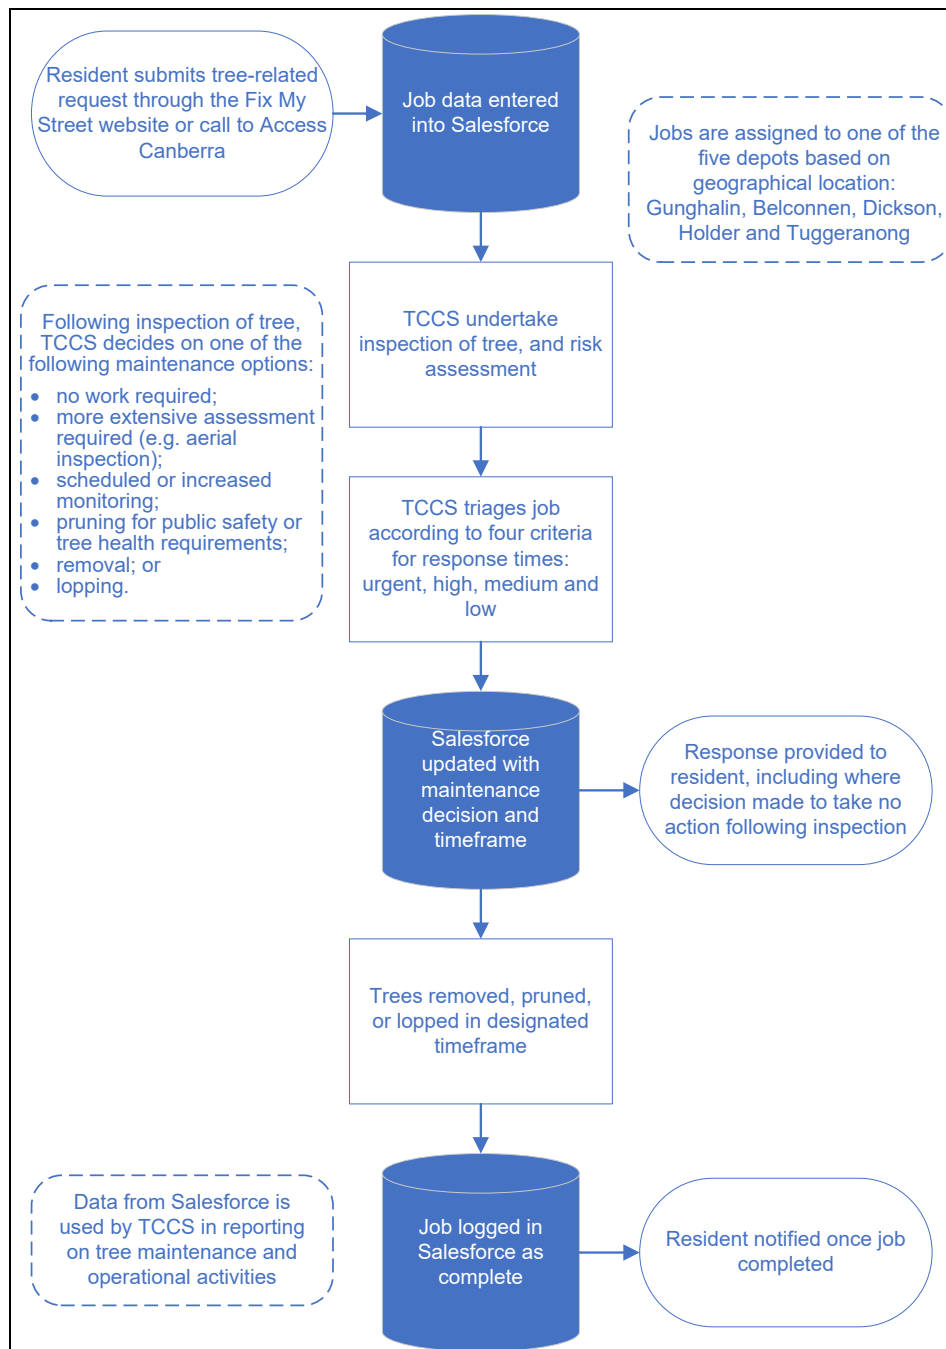 Resident submits tree-related
request through the Fix My
Street website or call to Access
Canberra
Job data entered
into Salesforce
Jobs are assigned to one of the
five depots based on
geographical location:
Gunghalin, Belconnen, Dickson,
Holder and Tuggeranong
TCCS undertake
inspection of tree, and risk
assessment
Following inspection of tree,
TCCS decides on one of the
following maintenance options:
• no work required;
• more extensive assessment
required (e.g. aerial
inspection);
• scheduled or increased
monitoring;
• pruning for public safety or
tree health requirements;
• removal; or
• lopping.
TCCS triages job
according to four criteria
for response times:
urgent, high, medium and
low
Salesforce
updated with
maintenance
decision and
timeframe
Response provided to
resident, including where
decision made to take no
action following inspection
Trees removed, pruned,
or lopped in designated
timeframe
Data from Salesforce is
used by TCCS in reporting
on tree maintenance and
operational activities
Job logged in
Salesforce as
complete
Resident notified once job
completed